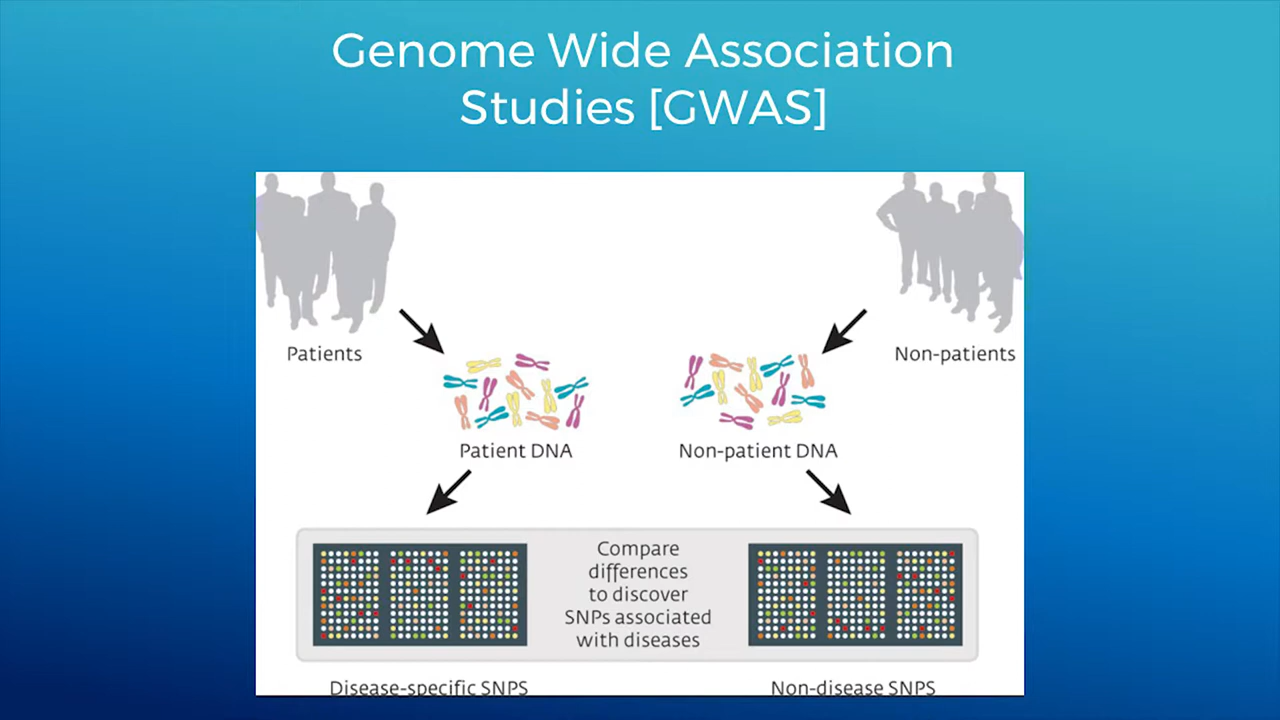 Genome Wide Association
Studies [GWAS]
Patients
Non-patients
Patient DNA
Non-patient DNA
Compare
differences
to discover
SNPs associated
with diseases
Disease-specific SNPS
Non-disease SNPS